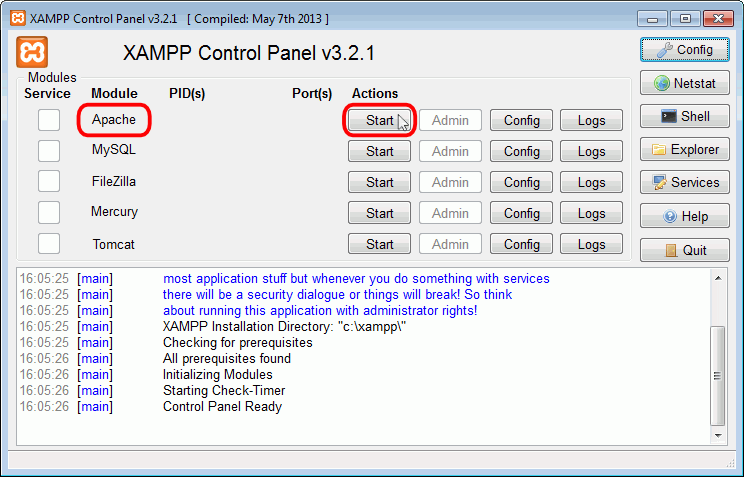 XAMPP Control Panel v3.2.1 [ Compiled: May 7th 2013 ]
XAMPP Control Panel v3.2.1
Config
Modules
Service Module PID(s) Port(s) Actions
Netstat
Apache Start Admin Config Logs
Shell
MySQL Start Admin Config Logs
Explorer
FileZilla Start Admin Config Logs
Services
Mercury Start Admin Config Logs
Help
Tomcat Start Admin Config Logs
Quit
16:05:25 [main] most application stuff but whenever you do something with services
16:05:25 [main] there will be a security dialogue or things will break! So think
16:05:25 [main] about running this application with administrator rights!
16:05:25 [main] XAMPP Installation Directory: "c:\xampp\"
16:05:25 [main] Checking for prerequisites
16:05:26 [main] All prerequisites found
16:05:26 [main] Initializing Modules
16:05:26 [main] Starting Check-Timer
16:05:26 [main] Control Panel Ready